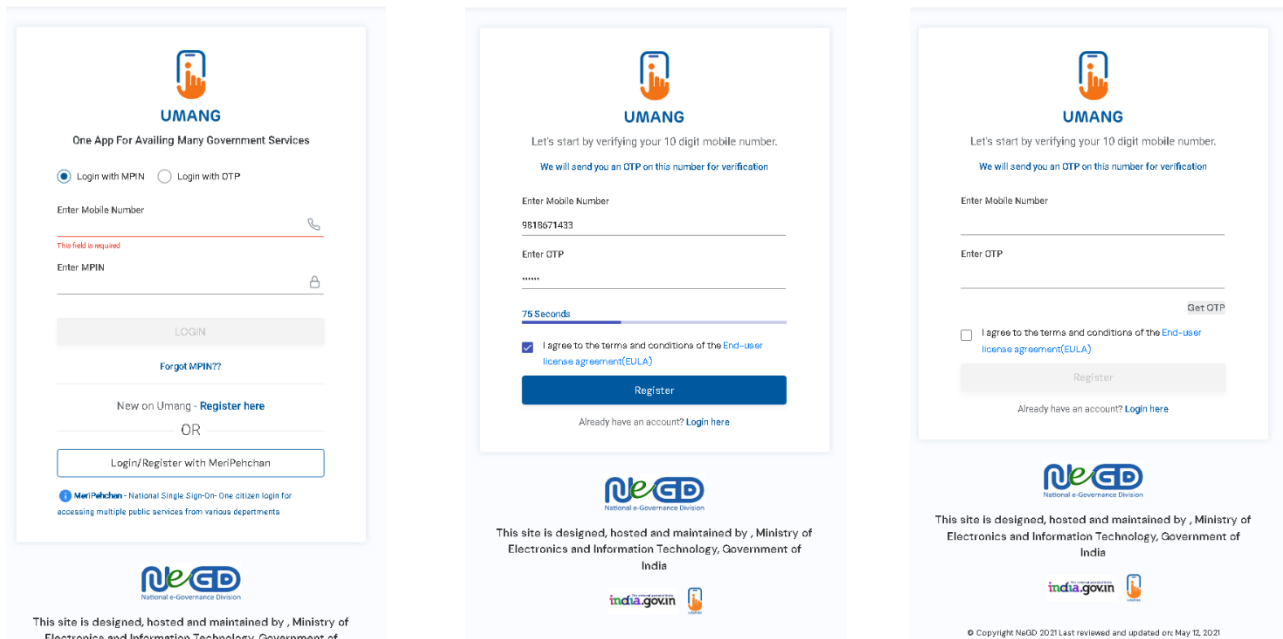 UMANG
One App For Availing Many Government Services
Login with MPIN Login with OTP
Enter Mobile Number
This field is required
Enter MPIN
LOGIN
Forgot MPIN??
New on Umang - Register here
OR
Login/Register with MeriPehchan
MeriPehchan - National Single Sign-On- One citizen login for
accessing multiple public services from various departments
NeGD
National e-Governance Division
This site is designed, hosted and maintained by , Ministry of
Electronics and Information Technology, Government of
UMANG
Let's start by verifying your 10 digit mobile number.
We will send you an OTP on this number for verification
Enter Mobile Number
9818671433
Enter OTP
······
75 Seconds
I agree to the terms and conditions of the End-user
license agreement(EULA)
Register
Already have an account? Login here
NeGD
National e-Governance Division
This site is designed, hosted and maintained by , Ministry of
Electronics and Information Technology, Government of
India
india.gov.in
UMANG
Let's start by verifying your 10 digit mobile number.
We will send you an OTP on this number for verification
Enter Mobile Number
Enter OTP
Get OTP
I agree to the terms and conditions of the End-user
license agreement(EULA)
Register
Already have an account? Login here
NeGD
National e-Governance Division
This site is designed, hosted and maintained by , Ministry of
Electronics and Information Technology, Government of
India
india.gov.in
© Copyright NeGD 2021 Last reviewed and updated on: May 12, 2021